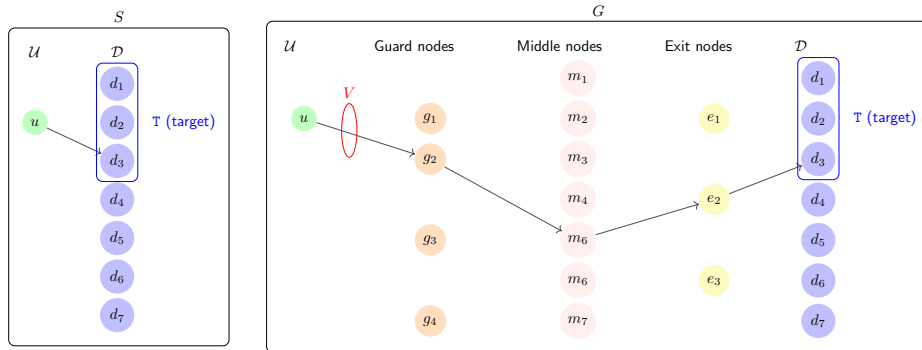 S
𝒰 𝒟
d1
d2
d3
d4
d5
d6
d7
u
T (target)
G
𝒰 Guard nodes Middle nodes Exit nodes 𝒟
u
V
g1
g2
g3
g4
m1
m2
m3
m4
m6
m6
m7
e1
e2
e3
d1
d2
d3
d4
d5
d6
d7
T (target)